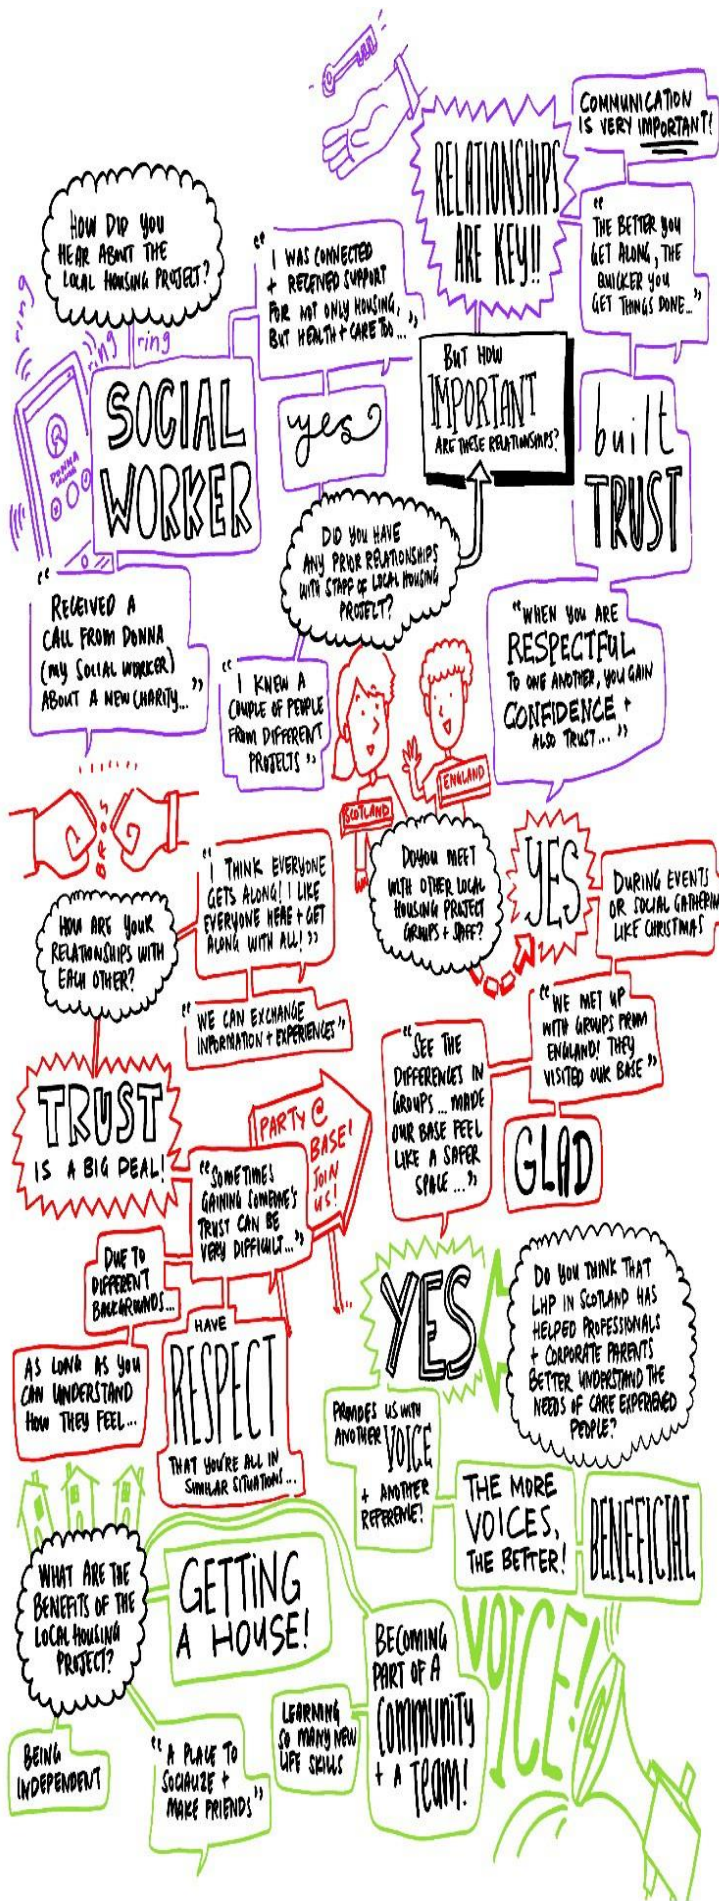 HOW DID YOU
HEAR ABOUT THE
LOCAL HOUSING PROJECT?
ring
ring
ring
DONNA
SOCIAL
WORKER
"RECEIVED A
CALL FROM DONNA
(MY SOCIAL WORKER)
ABOUT A NEW CHARITY..."
"I WAS CONNECTED
+ RECEIVED SUPPORT
FOR NOT ONLY HOUSING,
BUT HEALTH + CARE TOO..."
yes
DID YOU HAVE
ANY PRIOR RELATIONSHIPS
WITH STAFF OF LOCAL HOUSING
PROJECT?
"I KNEW A
COUPLE OF PEOPLE
FROM DIFFERENT
PROJECTS"
BUT HOW
IMPORTANT
ARE THESE RELATIONSHIPS?
RELATIONSHIPS
ARE KEY!!
COMMUNICATION
IS VERY IMPORTANT!
"THE BETTER YOU
GET ALONG, THE
QUICKER YOU
GET THINGS DONE..."
built
TRUST
"WHEN YOU ARE
RESPECTFUL
TO ONE ANOTHER, YOU GAIN
CONFIDENCE +
ALSO TRUST..."
BROS
HOW ARE YOUR
RELATIONSHIPS WITH
EACH OTHER?
"I THINK EVERYONE
GETS ALONG! I LIKE
EVERYONE HERE + GET
ALONG WITH ALL!"
"WE CAN EXCHANGE
INFORMATION + EXPERIENCES"
TRUST
IS A BIG DEAL!
"SOMETIMES
GAINING SOMEONE'S
TRUST CAN BE
VERY DIFFICULT..."
PARTY @
BASE!
JOIN
US!
DUE TO
DIFFERENT
BACKGROUNDS...
AS LONG AS YOU
CAN UNDERSTAND
HOW THEY FEEL...
HAVE
RESPECT
THAT YOU'RE ALL IN
SIMILAR SITUATIONS...
SCOTLAND
ENGLAND
DO YOU MEET
WITH OTHER LOCAL
HOUSING PROJECT
GROUPS + STAFF?
YES
DURING EVENTS
OR SOCIAL GATHERIN
LIKE CHRISTMAS
"WE MET UP
WITH GROUPS FROM
ENGLAND! THEY
VISITED OUR BASE"
GLAD
"SEE THE
DIFFERENCES IN
GROUPS... MADE
OUR BASE FEEL
LIKE A SAFER
SPACE..."
DO YOU THINK THAT
LHP IN SCOTLAND HAS
HELPED PROFESSIONALS
+ CORPORATE PARENTS
BETTER UNDERSTAND THE
NEEDS OF CARE EXPERIENCED
PEOPLE?
YES
PROVIDES US WITH
ANOTHER
VOICE
+ ANOTHER
REFERENCE!
THE MORE
VOICES,
THE BETTER!
BENEFICIAL
VOICE!
WHAT ARE THE
BENEFITS OF THE
LOCAL HOUSING
PROJECT?
GETTING
A HOUSE!
BEING
INDEPENDENT
"A PLACE TO
SOCIALIZE +
MAKE FRIENDS"
BECOMING
PART OF A
Community
+ A
TEAM!
LEARNING
SO MANY NEW
LIFE SKILLS